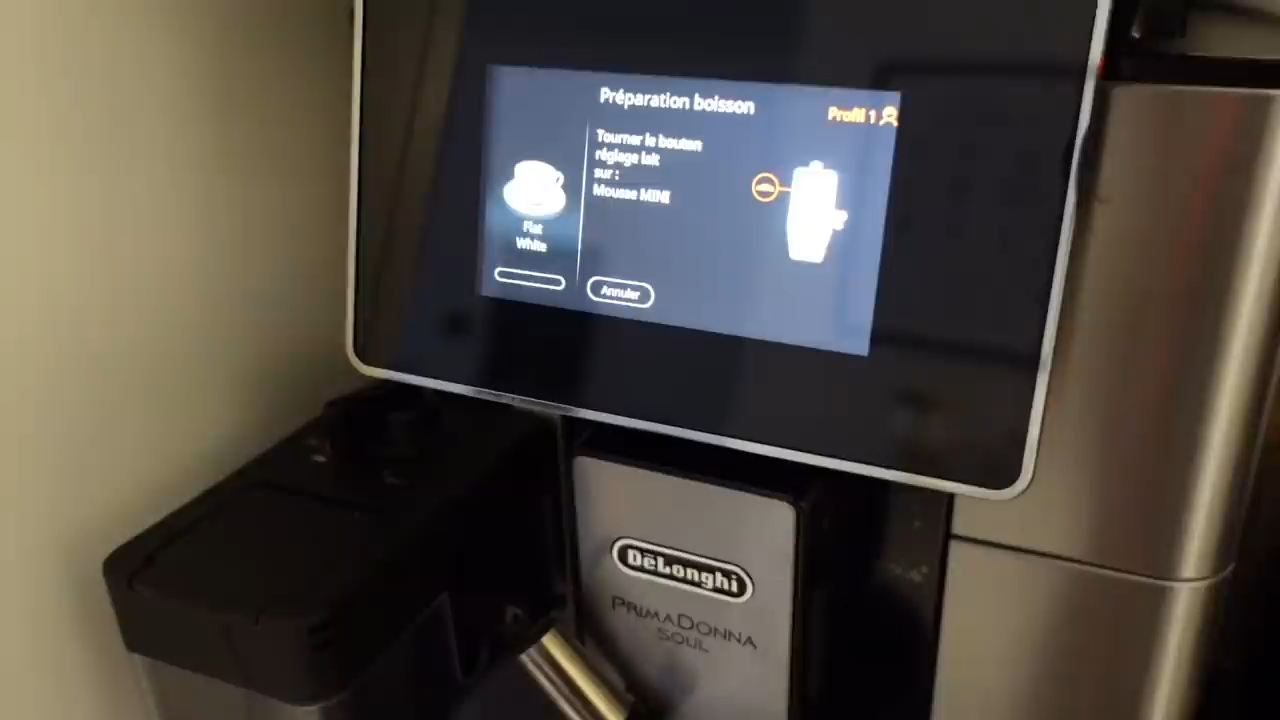 Préparation boisson
Profil 1
Tourner le bouton
réglage lait
sur :
Mousse MINI
Flat
White
Annuler
DeLonghi
PRIMADONNA
SOUL